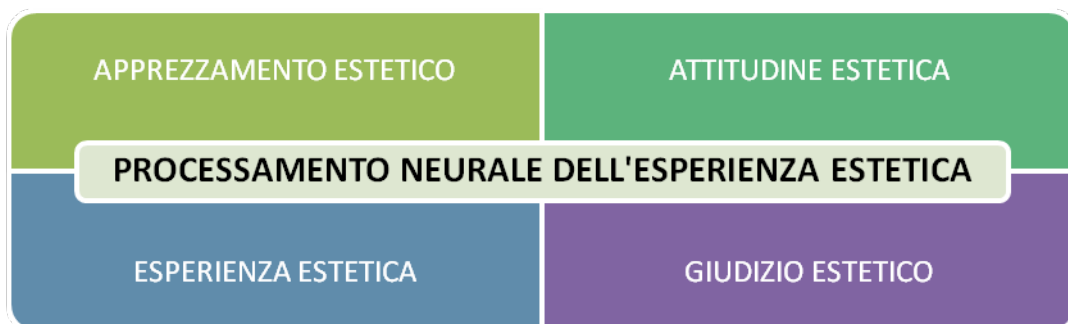 APPREZZAMENTO ESTETICO
ATTITUDINE ESTETICA
PROCESSAMENTO NEURALE DELL'ESPERIENZA ESTETICA
ESPERIENZA ESTETICA
GIUDIZIO ESTETICO